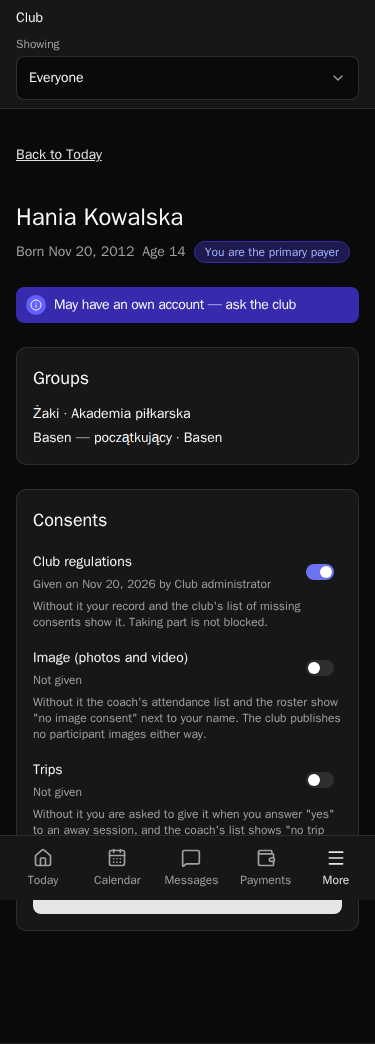 Club
Showing
Everyone
Back to Today
Hania Kowalska
Born Nov 20, 2012 Age 14 You are the primary payer
May have an own account — ask the club
Groups
Żaki · Akademia piłkarska
Basen — początkujący · Basen
Consents
Club regulations
Given on Nov 20, 2026 by Club administrator
Without it your record and the club's list of missing
consents show it. Taking part is not blocked.
Image (photos and video)
Not given
Without it the coach's attendance list and the roster show
"no image consent" next to your name. The club publishes
no participant images either way.
Trips
Not given
Without it you are asked to give it when you answer "yes"
to an away session, and the coach's list shows "no trip
Today Calendar Messages Payments More